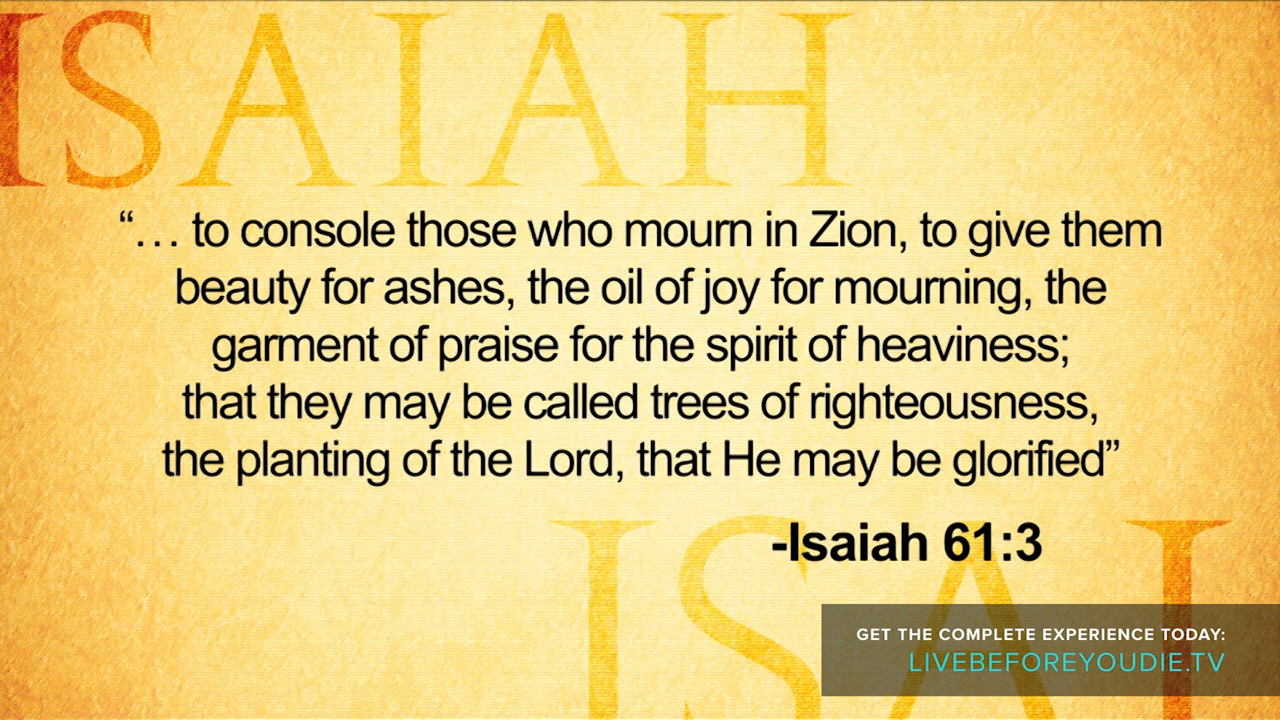 ISAIAH
“… to console those who mourn in Zion, to give them
beauty for ashes, the oil of joy for mourning, the
garment of praise for the spirit of heaviness;
that they may be called trees of righteousness,
the planting of the Lord, that He may be glorified”
-Isaiah 61:3
ISAI
GET THE COMPLETE EXPERIENCE TODAY:
LIVEBEFOREYOUDIE.TV